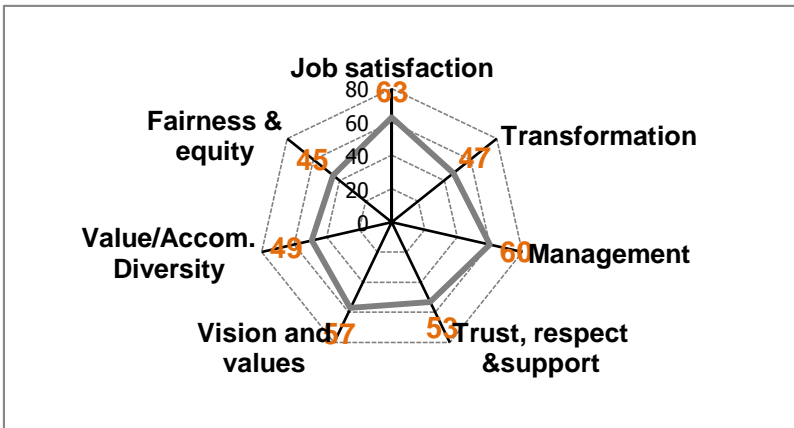 Job satisfaction
80
63
60
40
20
0
Transformation
47
Management
60
Trust, respect
&support
53
Vision and
values
57
Value/Accom.
Diversity
49
Fairness &
equity
45